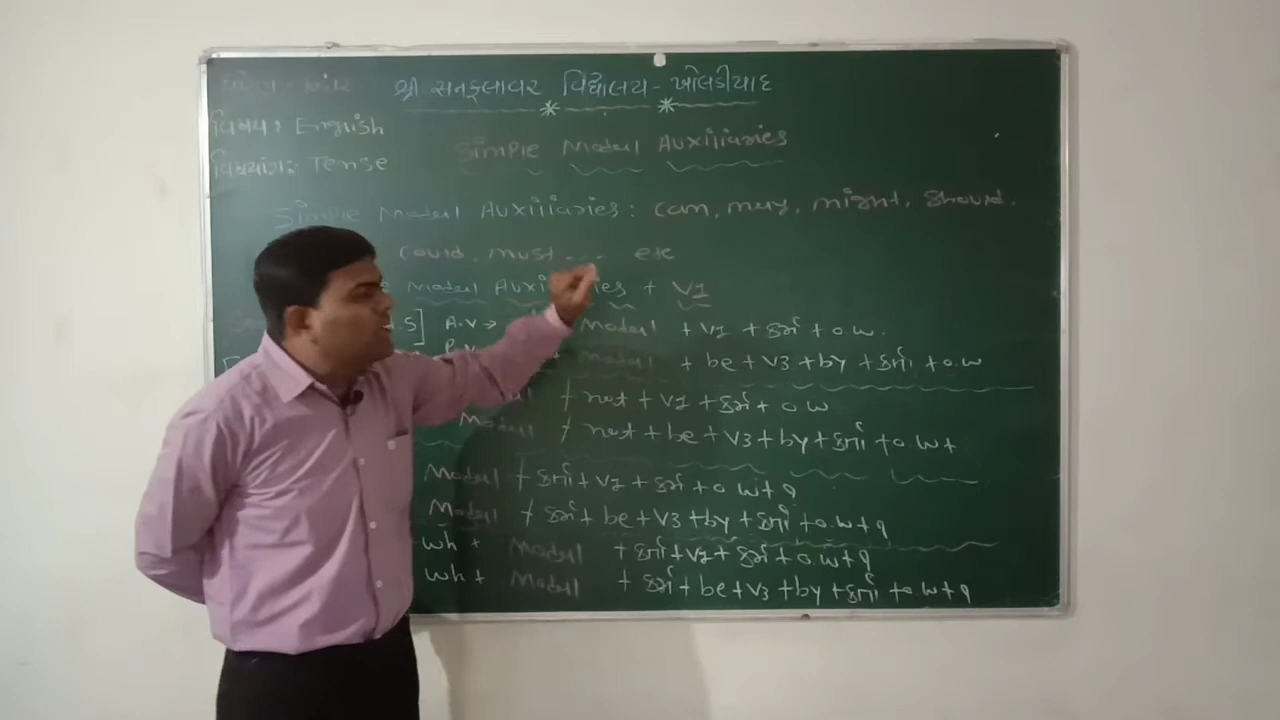 શ્રી સનફલાવર વિદ્યાલય - ખોલડીયાદ
વિષય: English
વિષયાંગ: Tense
Simple Modal Auxiliaries
Simple Modal Auxiliaries: can, may, might, should,
could, must ... etc
Modal Auxiliaries + V1
.S] A.V → Modal + V1 + કર્મ + o.w.
P.V Modal + be + V3 + by + કર્તા + o.w
+ not + V1 + કર્મ + o w
Modal + not + be + V3 + by + કર્તા + o.w +
Modal + કર્તા + V1 + કર્મ + o w + ?
Modal + કર્મ + be + V3 + by + કર્તા + o.w + ?
wh + Modal + કર્તા + V1 + કર્મ + o.w + ?
wh + Modal + કર્મ + be + V3 + by + કર્તા + o.w + ?